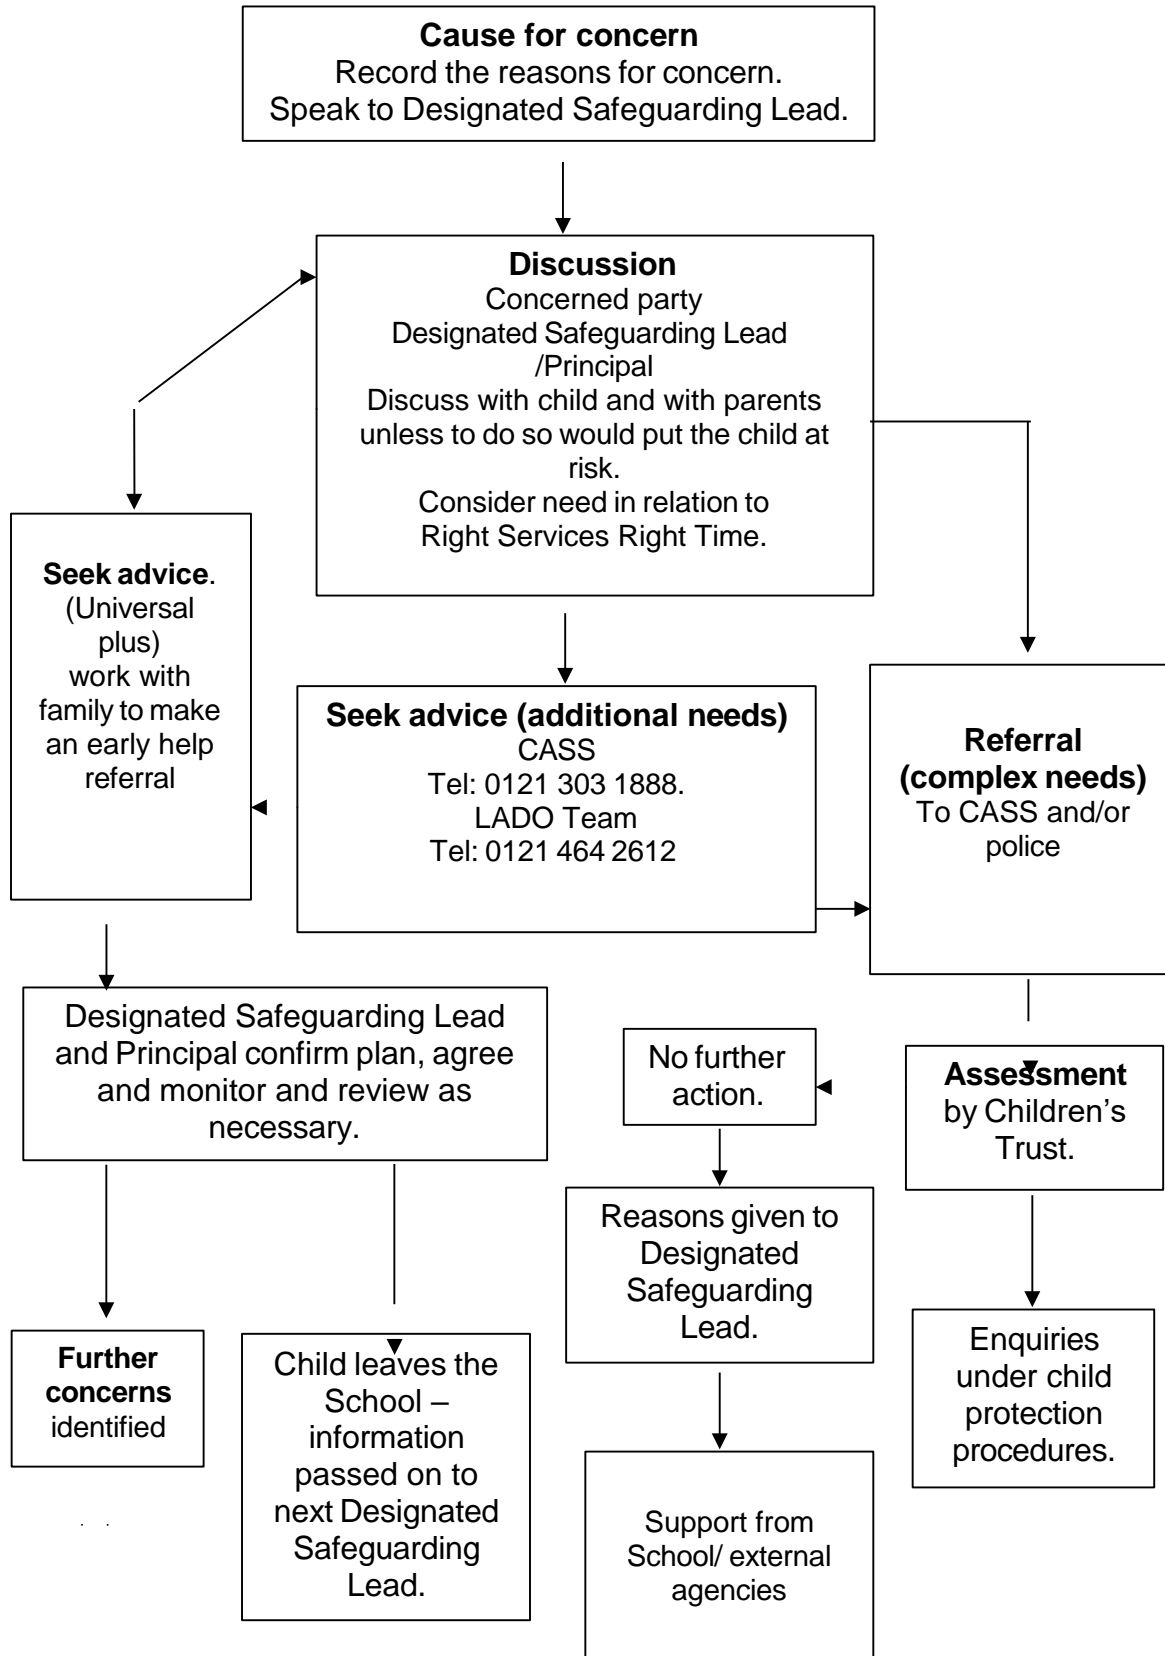 Cause for concern
Record the reasons for concern.
Speak to Designated Safeguarding Lead.
Discussion
Concerned party
Designated Safeguarding Lead
/Principal
Discuss with child and with parents
unless to do so would put the child at
risk.
Consider need in relation to
Right Services Right Time.
Seek advice.
(Universal
plus)
work with
family to make
an early help
referral
Seek advice (additional needs)
CASS
Tel: 0121 303 1888.
LADO Team
Tel: 0121 464 2612
Referral
(complex needs)
To CASS and/or
police
Designated Safeguarding Lead
and Principal confirm plan, agree
and monitor and review as
necessary.
No further
action.
Assessment
by Children’s
Trust.
Reasons given to
Designated
Safeguarding
Lead.
Enquiries
under child
protection
procedures.
Further
concerns
identified
Child leaves the
School –
information
passed on to
next Designated
Safeguarding
Lead.
Support from
School/ external
agencies